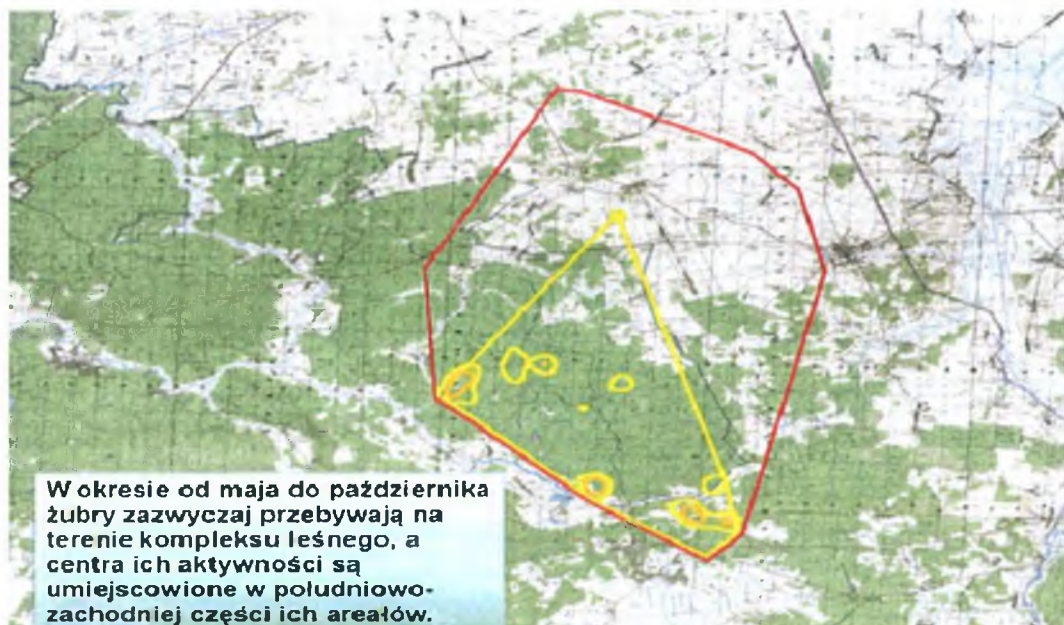 W okresie od maja do października
żubry zazwyczaj przebywają na
terenie kompleksu leśnego, a
centra ich aktywności są
umiejscowione w południowo-
zachodniej części ich areałów.